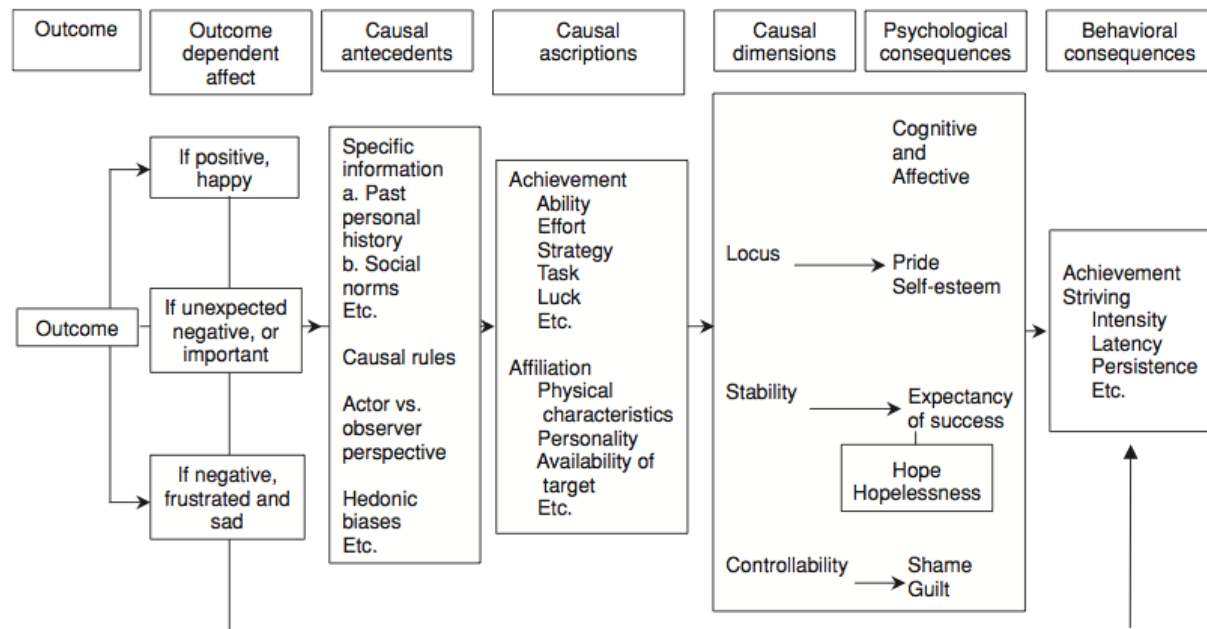 Outcome
Outcome
dependent
affect
Causal
antecedents
Causal
ascriptions
Causal
dimensions
Psychological
consequences
Behavioral
consequences
Outcome
If positive,
happy
If unexpected
negative, or
important
If negative,
frustrated and
sad
Specific
information
a. Past
personal
history
b. Social
norms
Etc.
Causal rules
Actor vs.
observer
perspective
Hedonic
biases
Etc.
Achievement
Ability
Effort
Strategy
Task
Luck
Etc.
Affiliation
Physical
characteristics
Personality
Availability of
target
Etc.
Cognitive
and
Affective
Locus
Pride
Self-esteem
Stability
Expectancy
of success
Hope
Hopelessness
Controllability
Shame
Guilt
Achievement
Striving
Intensity
Latency
Persistence
Etc.